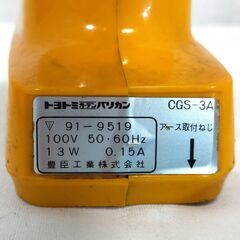 トヨトミガーデンバリカン CGS-3A
▽ 91-9519
100V 50・60Hz
13W 0.15A
豊臣工業株式会社
アース取付ねじ
↓